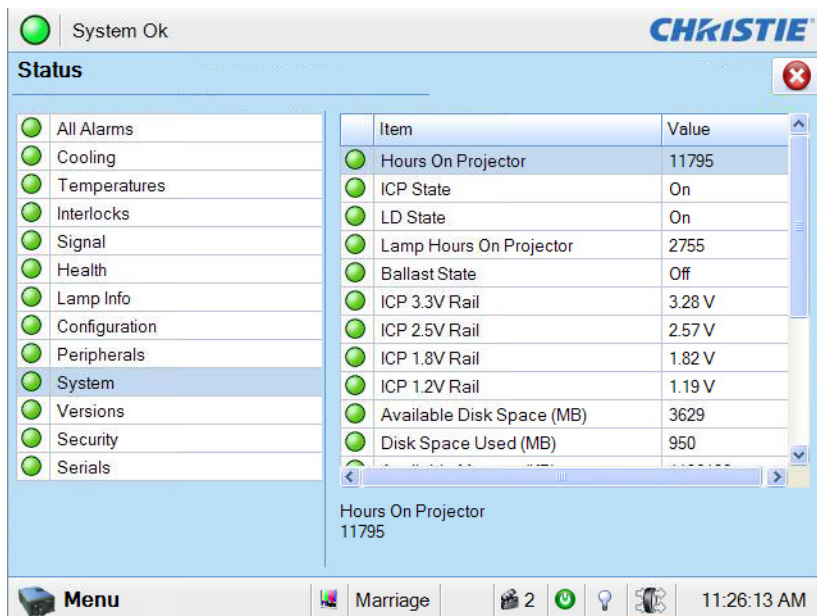 System Ok
CHRISTIE
Status
All Alarms
Cooling
Temperatures
Interlocks
Signal
Health
Lamp Info
Configuration
Peripherals
System
Versions
Security
Serials
Item Value
Hours On Projector 11795
ICP State On
LD State On
Lamp Hours On Projector 2755
Ballast State Off
ICP 3.3V Rail 3.28 V
ICP 2.5V Rail 2.57 V
ICP 1.8V Rail 1.82 V
ICP 1.2V Rail 1.19 V
Available Disk Space (MB) 3629
Disk Space Used (MB) 950
Hours On Projector
11795
Menu Marriage 2 11:26:13 AM